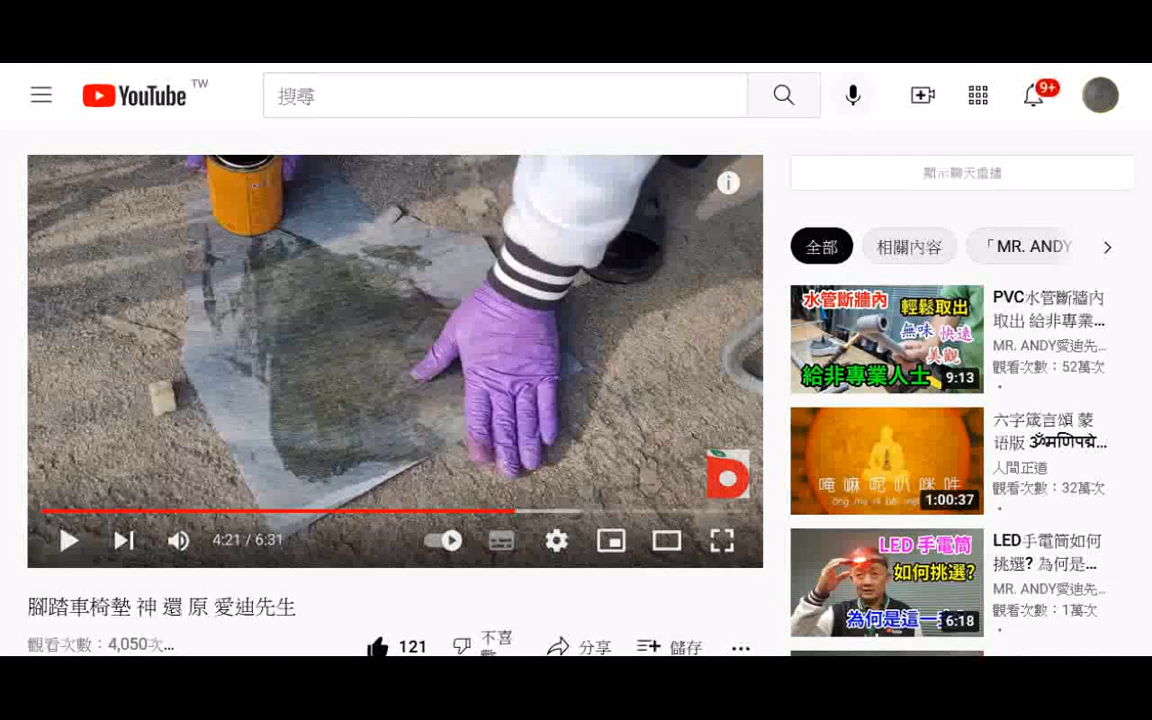 YouTube TW
搜尋
9+
顯示聊天重播
全部
相關內容
「MR. ANDY
水管斷牆內
輕鬆取出
無味 快速
美觀
給非專業人士
9:13
PVC水管斷牆內
取出 給非專業...
MR. ANDY愛迪先...
觀看次數：52萬次
唵 嘛 呢 叭 咪 吽
1:00:37
六字箴言頌 蒙
语版 ॐमणिपद्मे...
人間正道
觀看次數：32萬次
LED 手電筒
如何挑選?
為何是這一
6:18
LED手電筒如何
挑選? 為何是...
MR. ANDY愛迪先...
觀看次數：1萬次
4:21 / 6:31
腳踏車椅墊 神 還 原 愛迪先生
觀看次數：4,050次...
121
不喜
分享
儲存